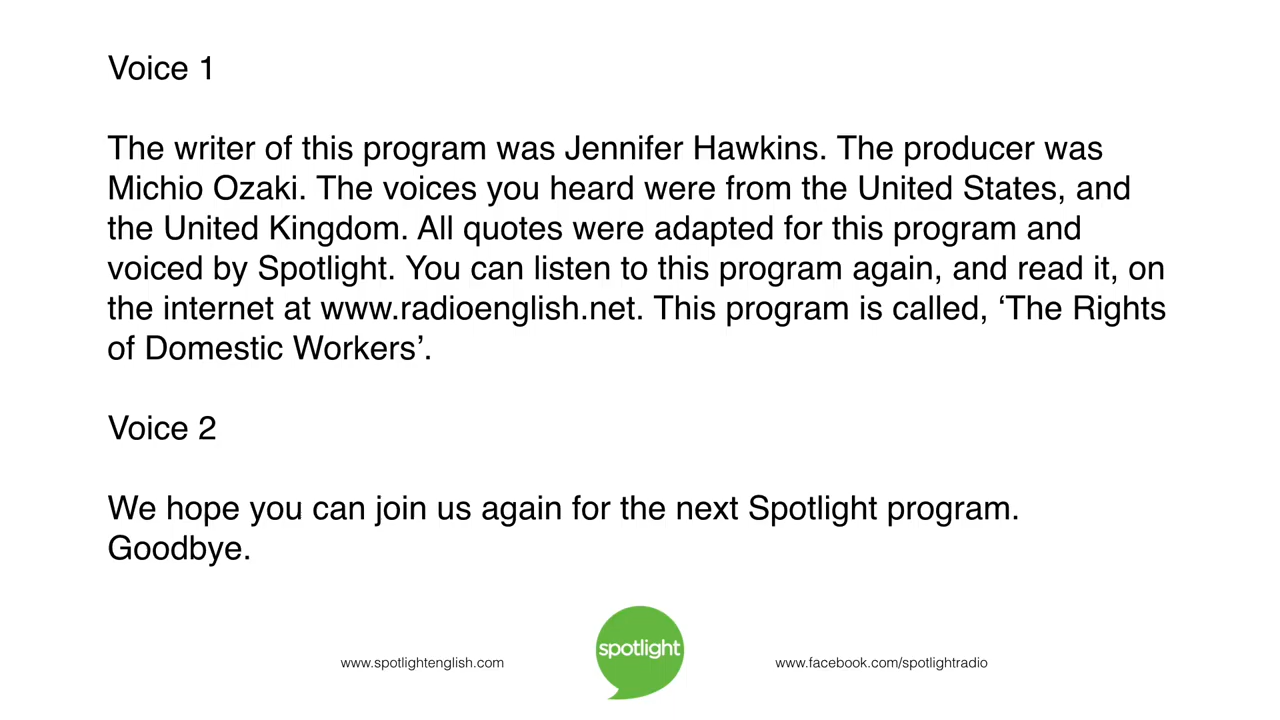 Voice 1
The writer of this program was Jennifer Hawkins. The producer was
Michio Ozaki. The voices you heard were from the United States, and
the United Kingdom. All quotes were adapted for this program and
voiced by Spotlight. You can listen to this program again, and read it, on
the internet at www.radioenglish.net. This program is called, ‘The Rights
of Domestic Workers’.
Voice 2
We hope you can join us again for the next Spotlight program.
Goodbye.
www.spotlightenglish.com
spotlight
www.facebook.com/spotlightradio